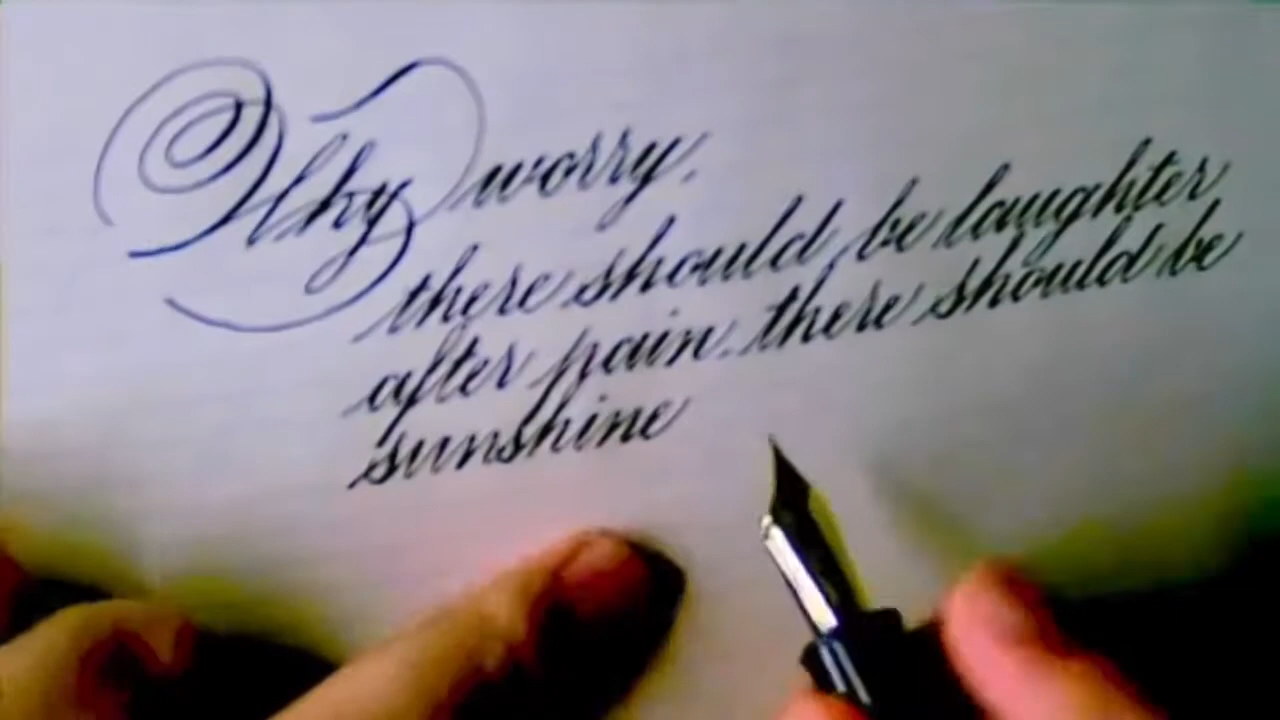 Why worry,
there should be laughter
after pain. there should be
sunshine